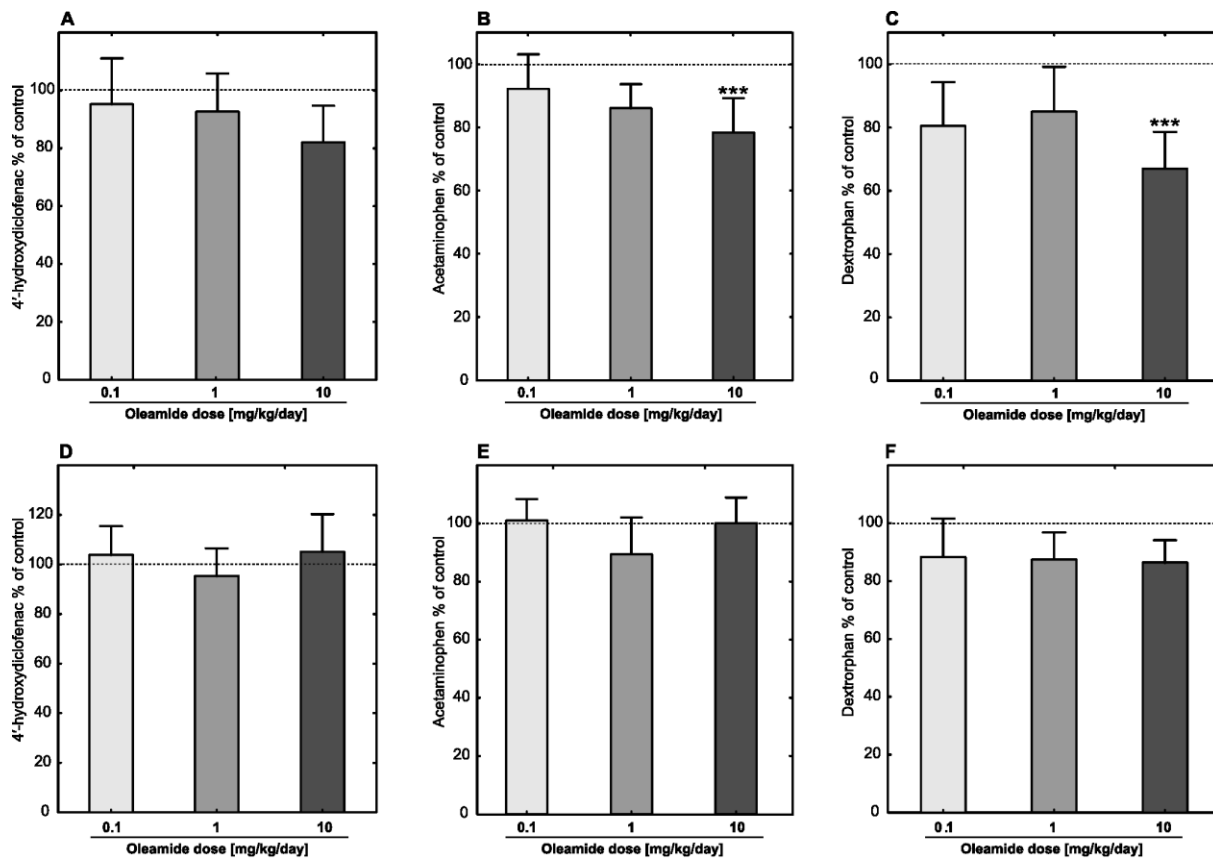 A
4'-hydroxydiclofenac % of control
100
80
60
40
20
0
0.1 1 10
Oleamide dose [mg/kg/day]
B
Acetaminophen % of control
100
80
60
40
20
0
***
0.1 1 10
Oleamide dose [mg/kg/day]
C
Dextrorphan % of control
100
80
60
40
20
0
***
0.1 1 10
Oleamide dose [mg/kg/day]
D
4'-hydroxydiclofenac % of control
120
100
80
60
40
20
0
0.1 1 10
Oleamide dose [mg/kg/day]
E
Acetaminophen % of control
100
80
60
40
20
0
0.1 1 10
Oleamide dose [mg/kg/day]
F
Dextrorphan % of control
100
80
60
40
20
0
0.1 1 10
Oleamide dose [mg/kg/day]